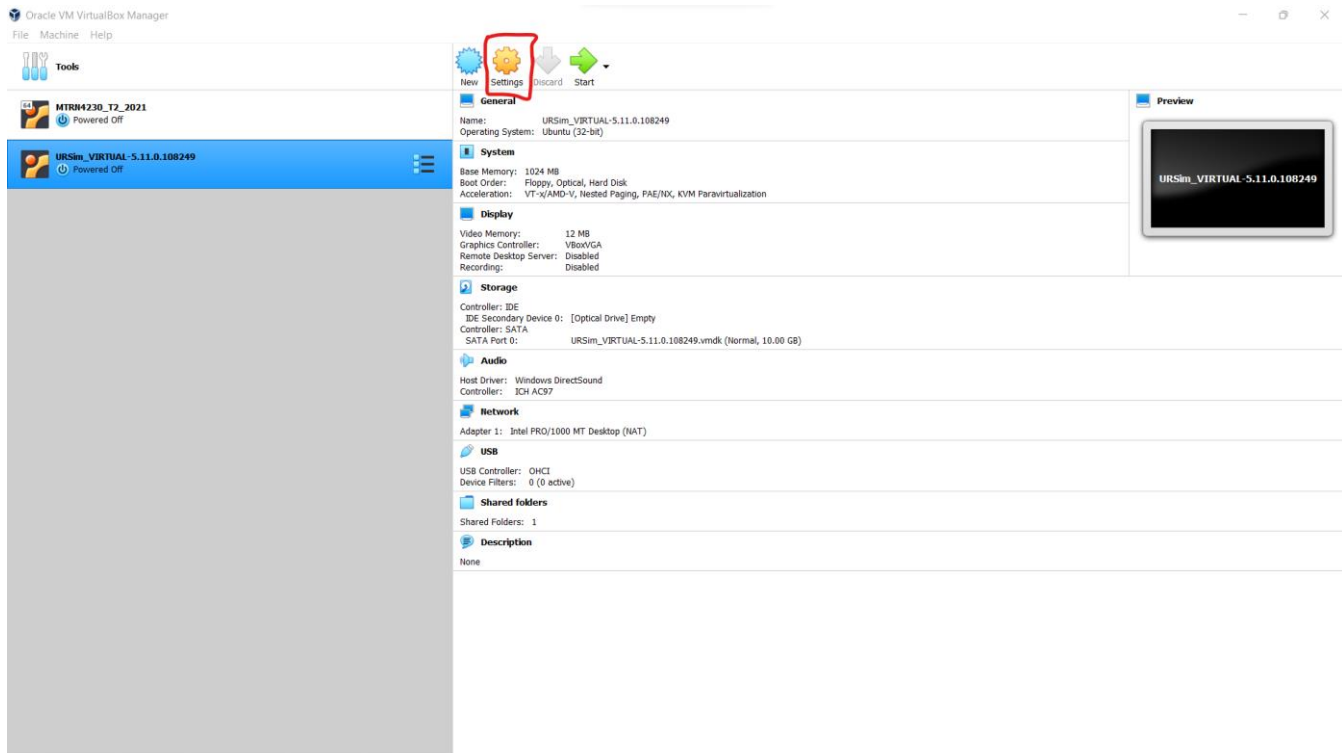 Oracle VM VirtualBox Manager
File Machine Help
Tools
New Settings Discard Start
64 MTRN4230_T2_2021
Powered Off
URSim_VIRTUAL-5.11.0.108249
Powered Off
General
Name: URSim_VIRTUAL-5.11.0.108249
Operating System: Ubuntu (32-bit)
System
Base Memory: 1024 MB
Boot Order: Floppy, Optical, Hard Disk
Acceleration: VT-x/AMD-V, Nested Paging, PAE/NX, KVM Paravirtualization
Display
Video Memory: 12 MB
Graphics Controller: VBoxVGA
Remote Desktop Server: Disabled
Recording: Disabled
Storage
Controller: IDE
IDE Secondary Device 0: [Optical Drive] Empty
Controller: SATA
SATA Port 0: URSim_VIRTUAL-5.11.0.108249.vmdk (Normal, 10.00 GB)
Audio
Host Driver: Windows DirectSound
Controller: ICH AC97
Network
Adapter 1: Intel PRO/1000 MT Desktop (NAT)
USB
USB Controller: OHCI
Device Filters: 0 (0 active)
Shared folders
Shared Folders: 1
Description
None
Preview
URSim_VIRTUAL-5.11.0.108249